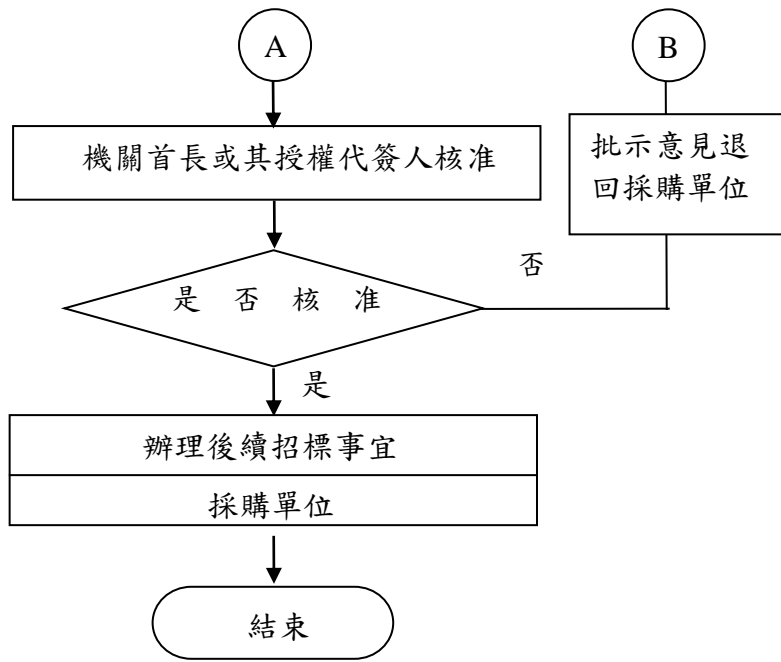 A
B
機關首長或其授權代簽人核准
批示意見退
回採購單位
否
是 否 核 准
是
辦理後續招標事宜
採購單位
結束